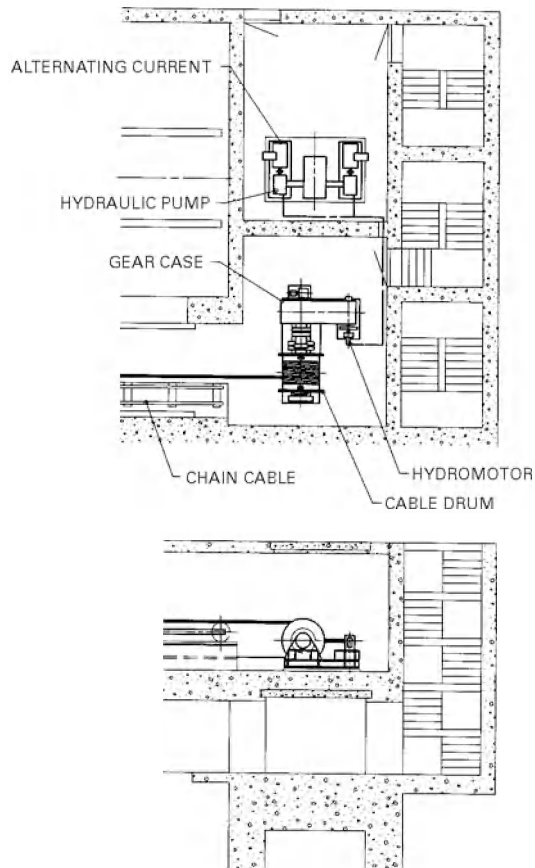 ALTERNATING CURRENT
HYDRAULIC PUMP
GEAR CASE
CHAIN CABLE
HYDROMOTOR
CABLE DRUM